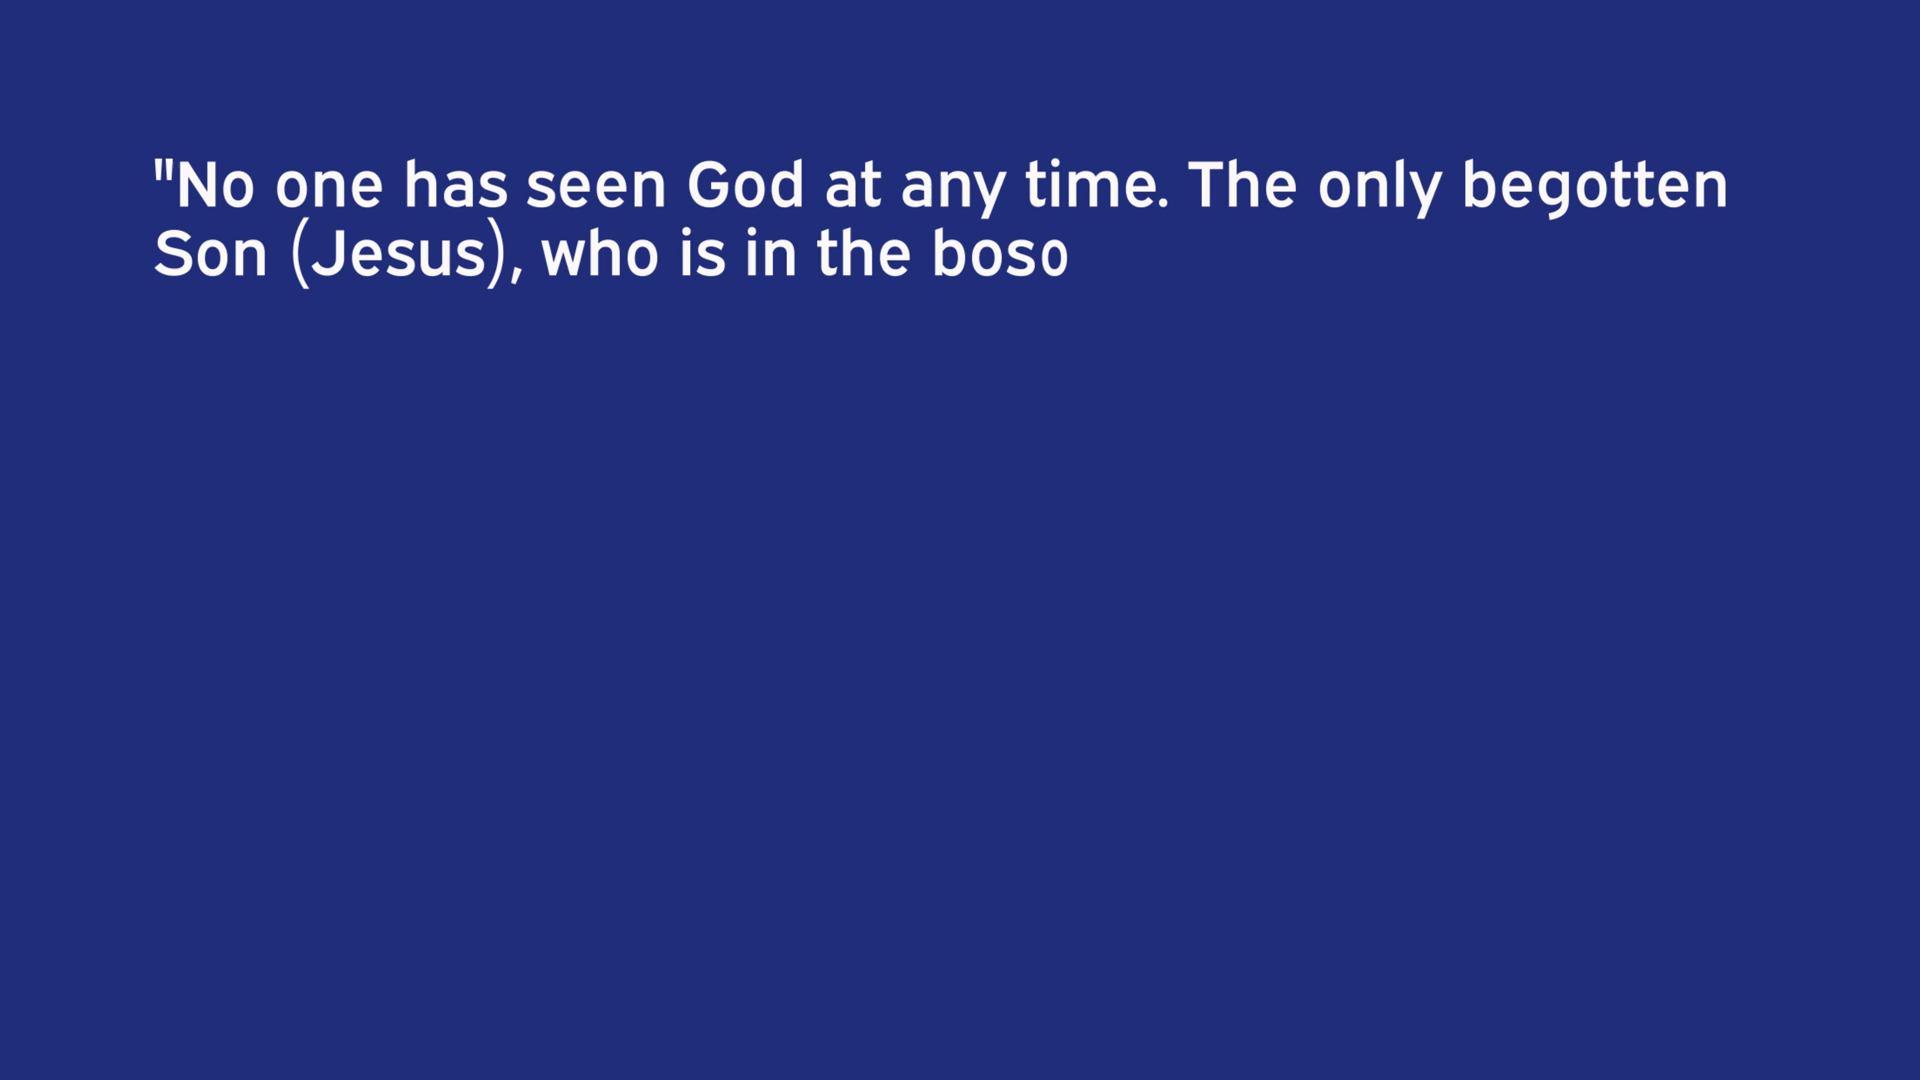 "No one has seen God at any time. The only begotten
Son (Jesus), who is in the boso